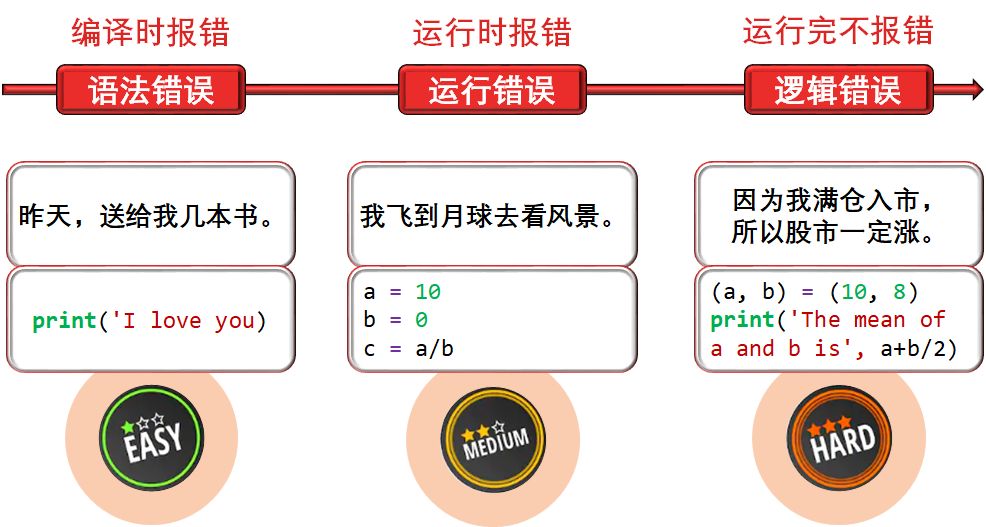 编译时报错
运行时报错
运行完不报错
语法错误
运行错误
逻辑错误
昨天，送给我几本书。
我飞到月球去看风景。
因为我满仓入市，
所以股市一定涨。
print('I love you)
a = 10
b = 0
c = a/b
(a, b) = (10, 8)
print('The mean of
a and b is', a+b/2)
EASY
MEDIUM
HARD